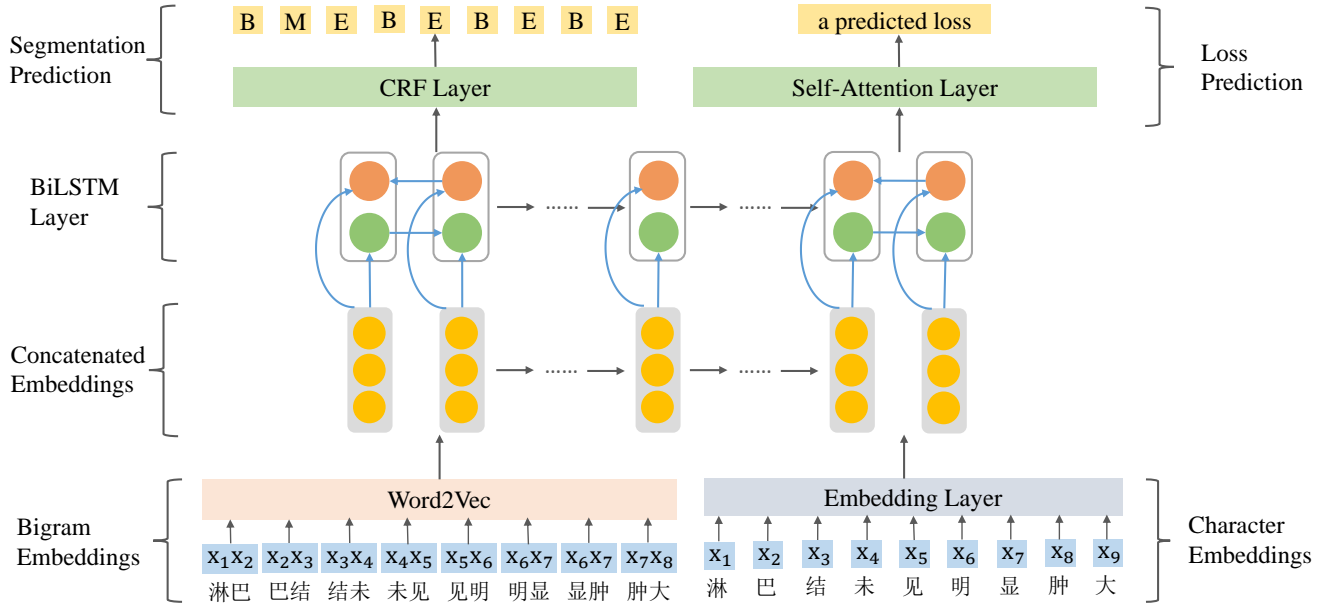 B M E B E B E B E
a predicted loss
Segmentation
Prediction
Loss
Prediction
CRF Layer
Self-Attention Layer
BiLSTM
Layer
...... ......
Concatenated
Embeddings
...... ......
Word2Vec
Embedding Layer
Bigram
Embeddings
Character
Embeddings
x₁x₂ x₂x₃ x₃x₄ x₄x₅ x₅x₆ x₆x₇ x₆x₇ x₇x₈
x₁ x₂ x₃ x₄ x₅ x₆ x₇ x₈ x₉
淋巴 巴结 结未 未见 见明 明显 显肿 肿大
淋 巴 结 未 见 明 显 肿 大